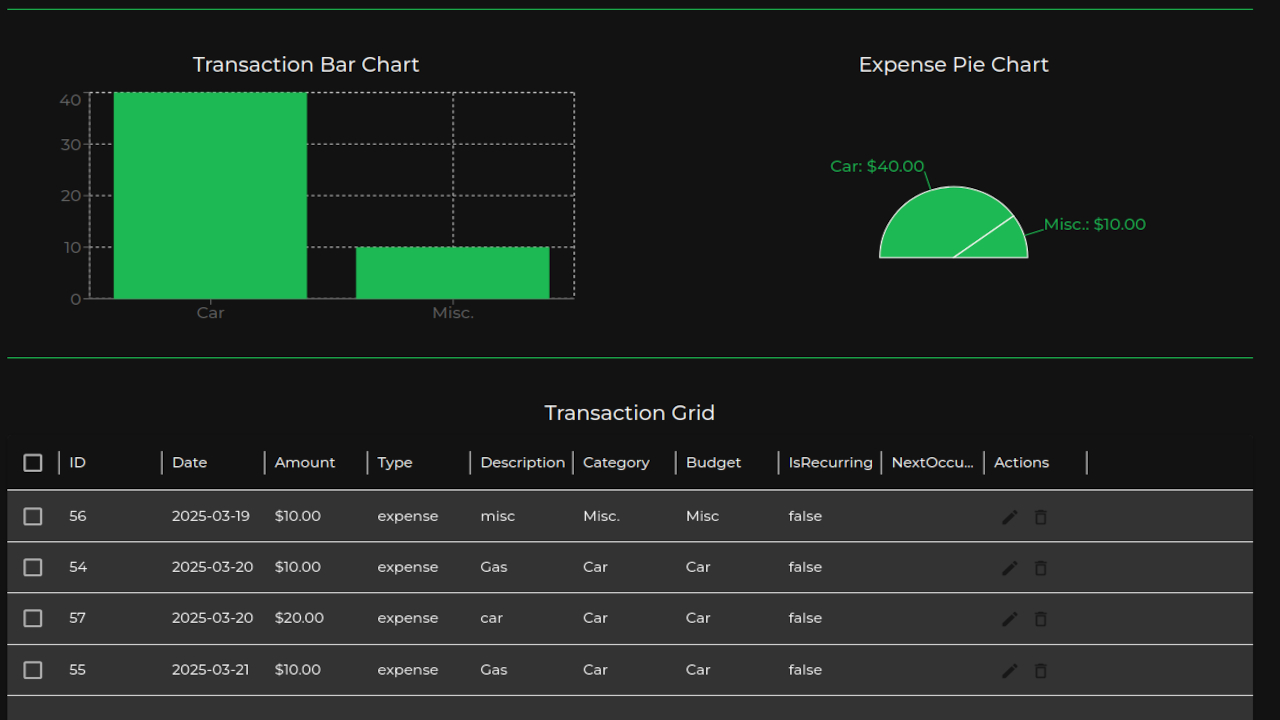 Transaction Bar Chart
40
30
20
10
0
Car Misc.
Expense Pie Chart
Car: $40.00
Misc.: $10.00
Transaction Grid
ID Date Amount Type Description Category Budget IsRecurring NextOccu... Actions
56 2025-03-19 $10.00 expense misc Misc. Misc false
54 2025-03-20 $10.00 expense Gas Car Car false
57 2025-03-20 $20.00 expense car Car Car false
55 2025-03-21 $10.00 expense Gas Car Car false